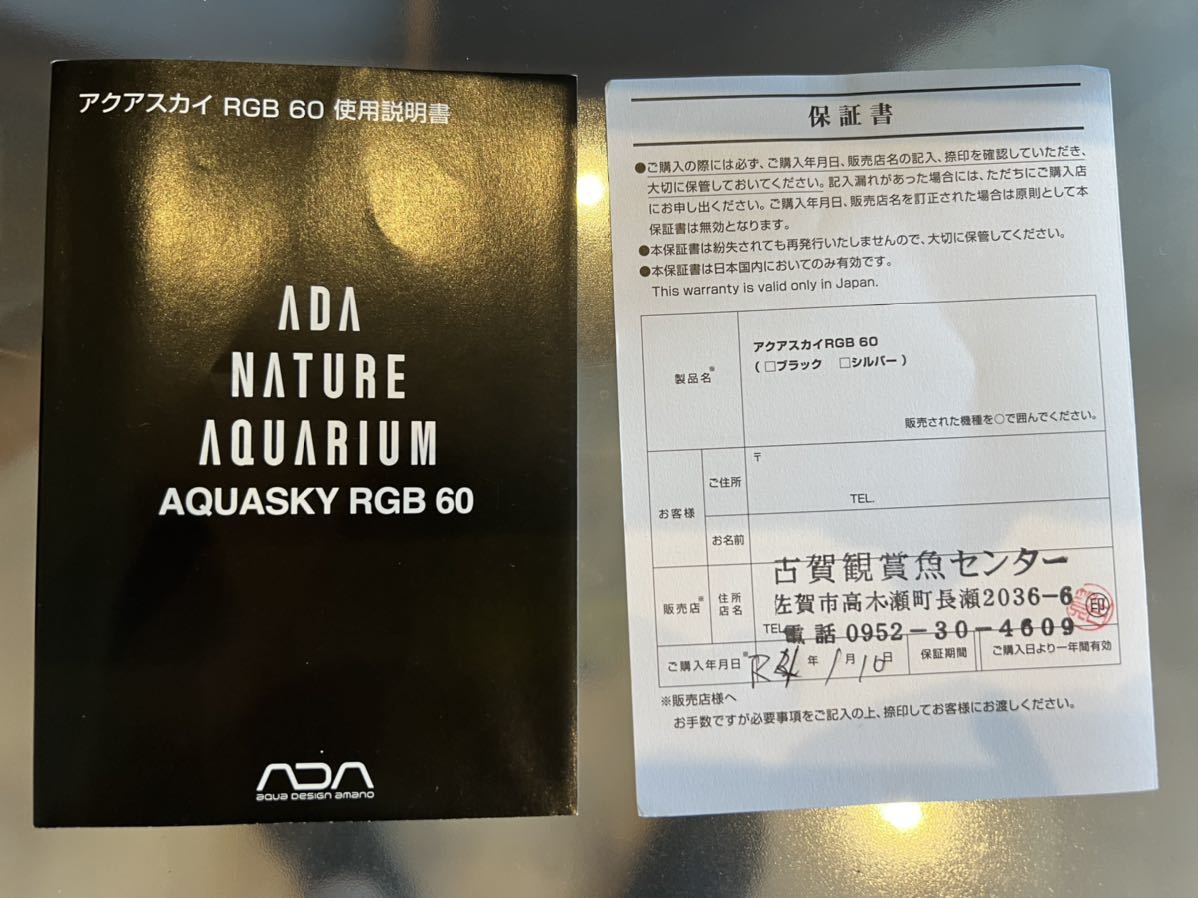 アクアスカイ RGB 60 使用説明書
ADA
NATURE
AQUARIUM
AQUASKY RGB 60
ADA
aqua design amano
保証書
●ご購入の際には必ず、ご購入年月日、販売店名の記入、捺印を確認していただき、
大切に保管しておいてください。記入漏れがあった場合には、ただちにご購入店
にお申し出ください。ご購入年月日、販売店名を訂正された場合は原則として本
保証書は無効となります。
●本保証書は紛失されても再発行いたしませんので、大切に保管してください。
●本保証書は日本国内においてのみ有効です。
This warranty is valid only in Japan.
製品名※
アクアスカイRGB 60
(□ブラック □シルバー)
販売された機種を○で囲んでください。
お客様
ご住所
〒
TEL.
お名前
販売店※
住所
店名
古賀観賞魚センター
佐賀市高木瀬町長瀬2036-6
TEL
電話 0952-30-4609
印
ご購入年月日※
R 年 1月10日
保証期間
ご購入日より一年間有効
※販売店様へ
お手数ですが必要事項をご記入の上、捺印してお客様にお渡しください。